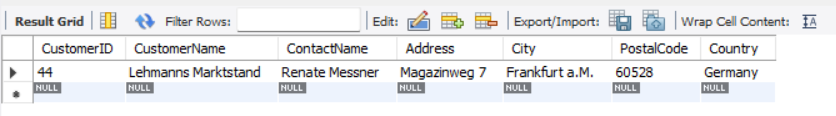 Result Grid Filter Rows: Edit: Export/Import: Wrap Cell Content: IA
CustomerID CustomerName ContactName Address City PostalCode Country
44 Lehmanns Marktstand Renate Messner Magazinweg 7 Frankfurt a.M. 60528 Germany
NULL NULL NULL NULL NULL NULL NULL